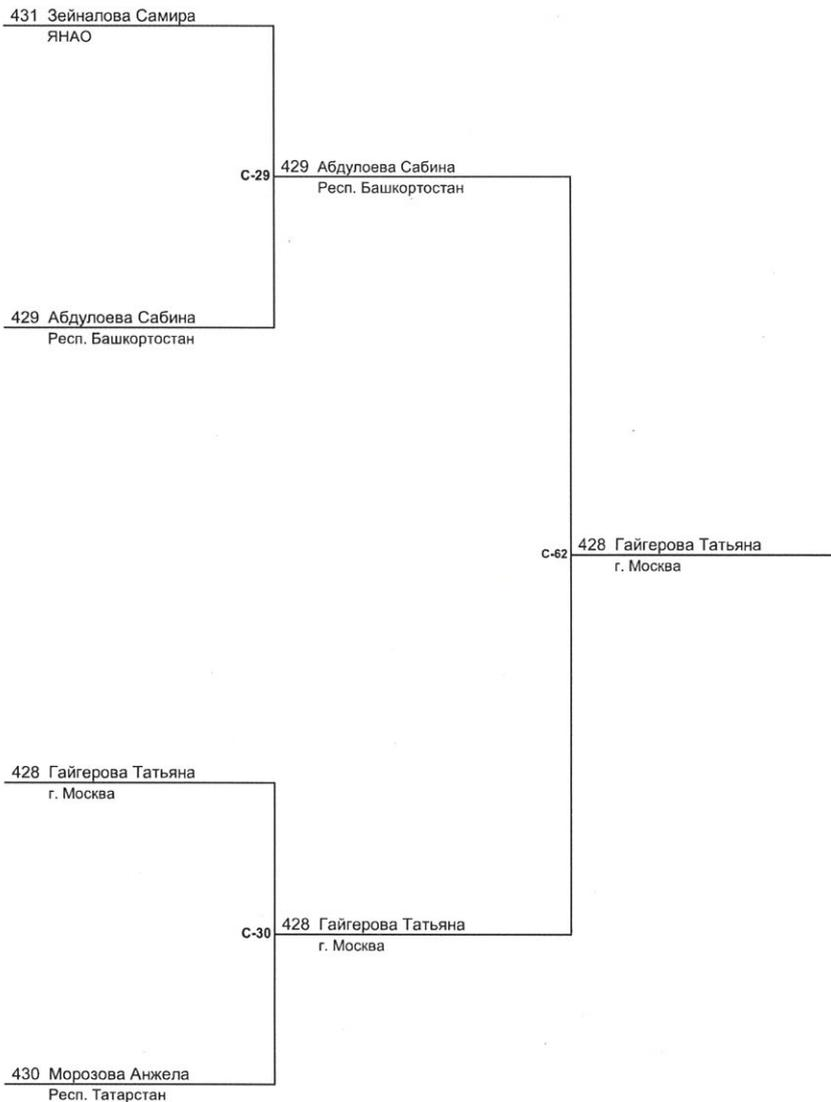 431 Зейналова Самира
ЯНАО
С-29
429 Абдулоева Сабина
Респ. Башкортостан
429 Абдулоева Сабина
Респ. Башкортостан
С-62
428 Гайгерова Татьяна
г. Москва
428 Гайгерова Татьяна
г. Москва
С-30
428 Гайгерова Татьяна
г. Москва
430 Морозова Анжела
Респ. Татарстан